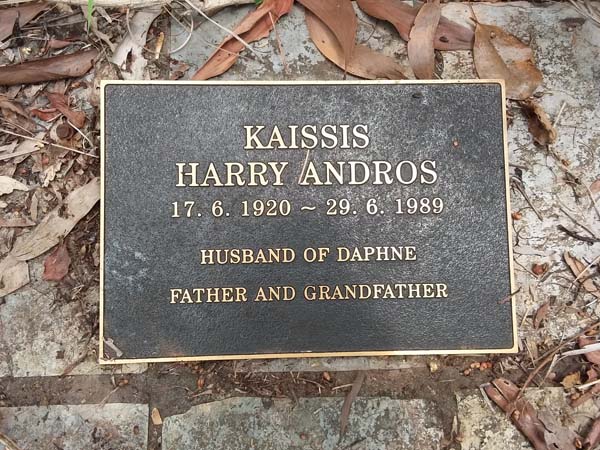 KAISSIS
HARRY ANDROS
17. 6. 1920 ~ 29. 6. 1989
HUSBAND OF DAPHNE
FATHER AND GRANDFATHER